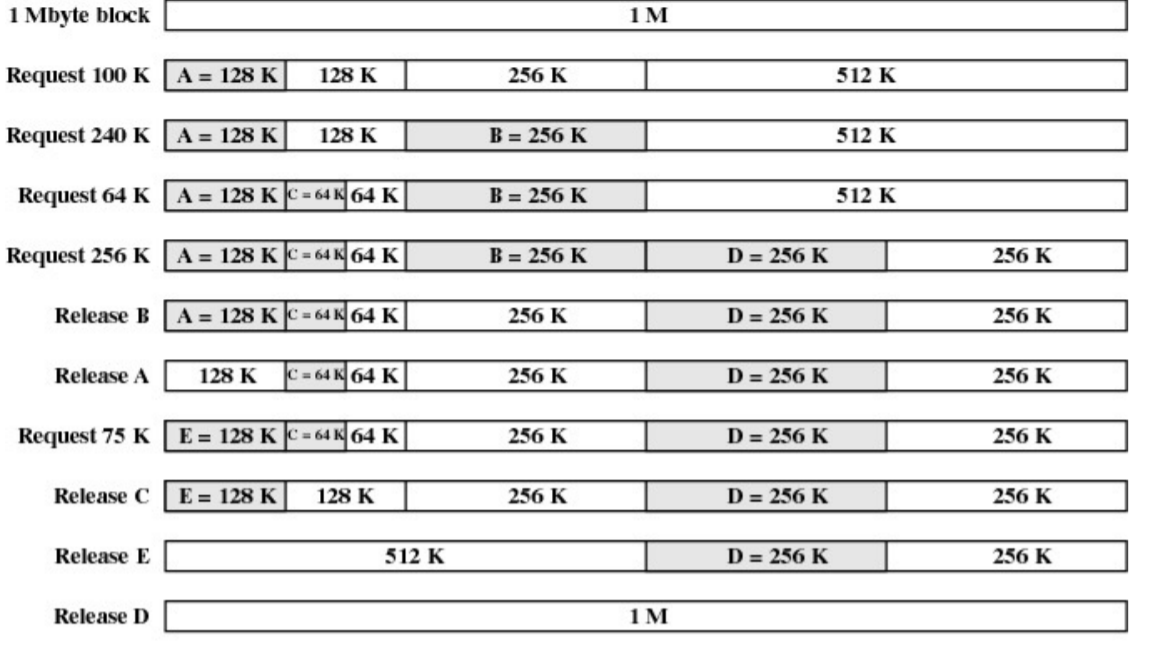 1 Mbyte block 1 M
Request 100 K A = 128 K 128 K 256 K 512 K
Request 240 K A = 128 K 128 K B = 256 K 512 K
Request 64 K A = 128 K C = 64 K 64 K B = 256 K 512 K
Request 256 K A = 128 K C = 64 K 64 K B = 256 K D = 256 K 256 K
Release B A = 128 K C = 64 K 64 K 256 K D = 256 K 256 K
Release A 128 K C = 64 K 64 K 256 K D = 256 K 256 K
Request 75 K E = 128 K C = 64 K 64 K 256 K D = 256 K 256 K
Release C E = 128 K 128 K 256 K D = 256 K 256 K
Release E 512 K D = 256 K 256 K
Release D 1 M